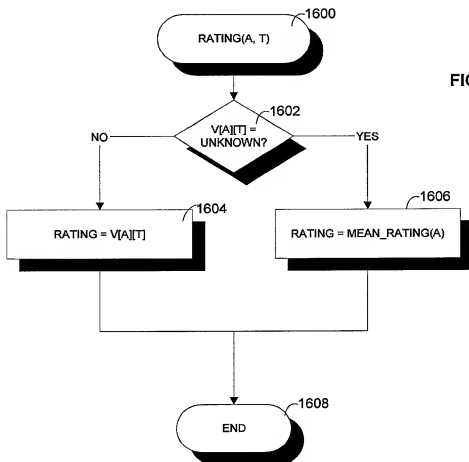 1600
RATING(A, T)
FIG
1602
V[A][T] =
UNKNOWN?
NO
YES
1604
RATING = V[A][T]
1606
RATING = MEAN_RATING(A)
1608
END